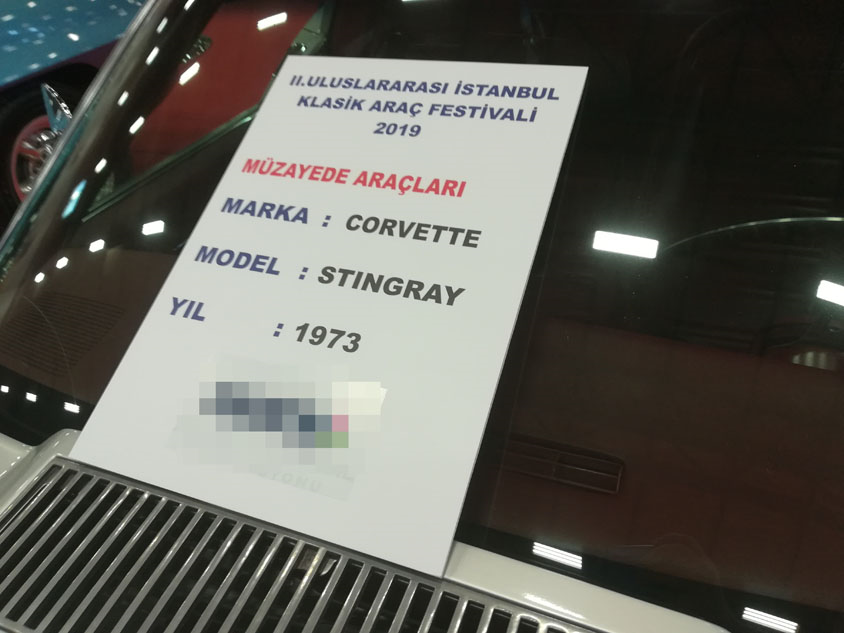 II.ULUSLARARASI İSTANBUL
KLASİK ARAÇ FESTİVALİ
2019
MÜZAYEDE ARAÇLARI
MARKA : CORVETTE
MODEL : STINGRAY
YIL : 1973